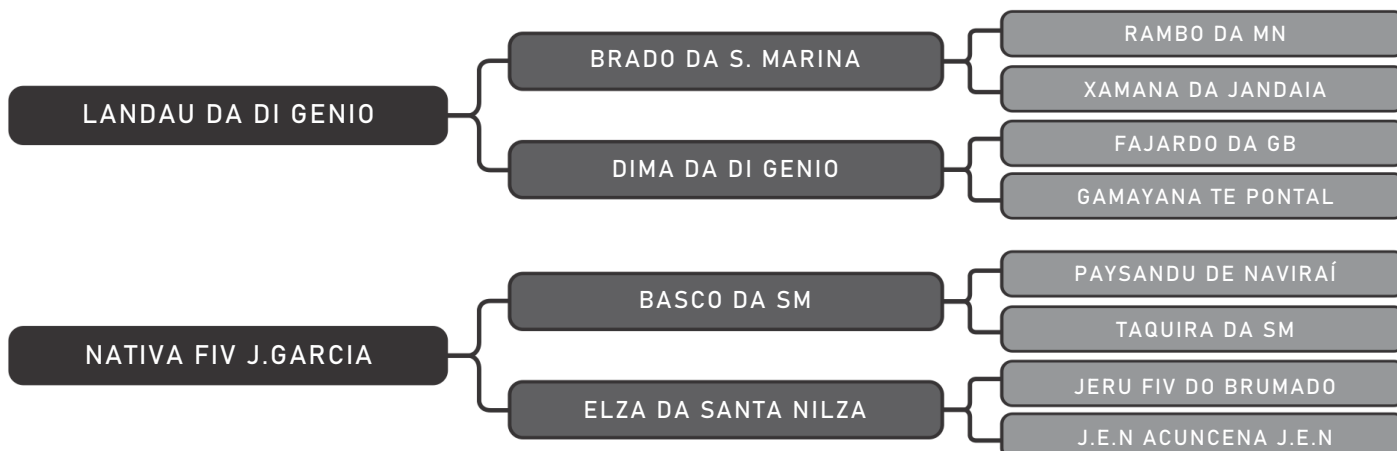 LANDAU DA DI GENIO
BRADO DA S. MARINA
RAMBO DA MN
XAMANA DA JANDAIA
DIMA DA DI GENIO
FAJARDO DA GB
GAMAYANA TE PONTAL
NATIVA FIV J.GARCIA
BASCO DA SM
PAYSANDU DE NAVIRAÍ
TAQUIRA DA SM
ELZA DA SANTA NILZA
JERU FIV DO BRUMADO
J.E.N ACUNCENA J.E.N